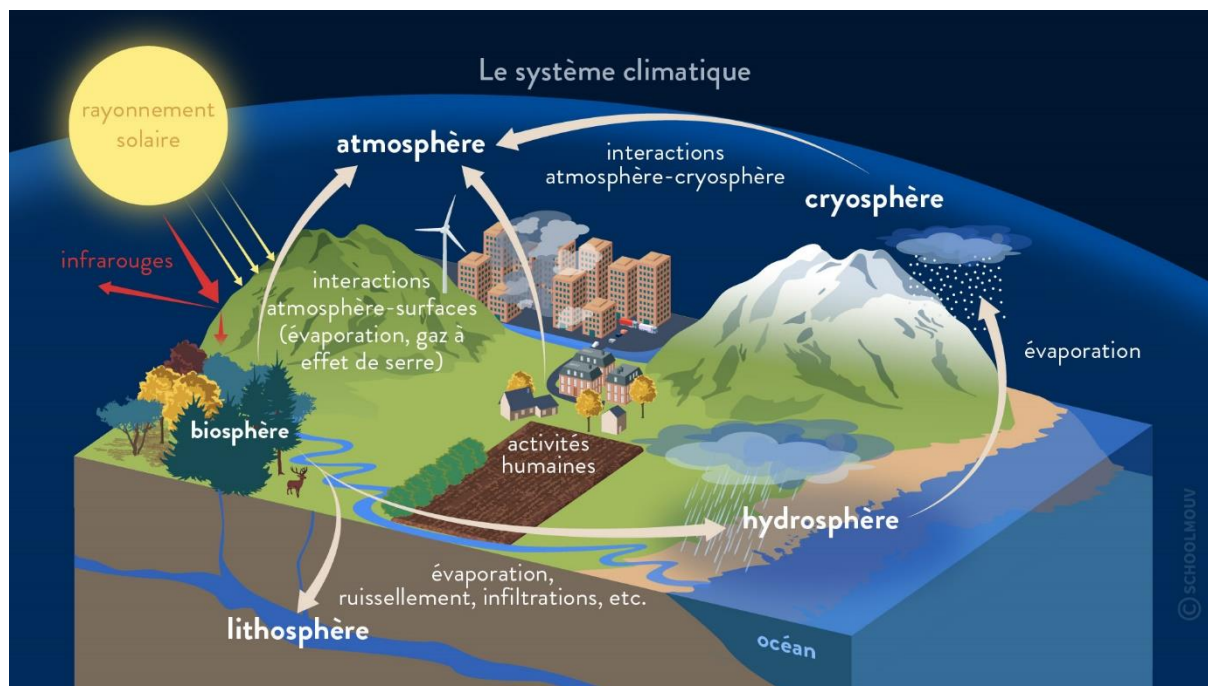 Le système climatique
rayonnement
solaire
atmosphère
interactions
atmosphère-cryosphère
cryosphère
infrarouges
interactions
atmosphère-surfaces
(évaporation, gaz à
effet de serre)
évaporation
biosphère
activités
humaines
hydrosphère
évaporation,
ruissellement, infiltrations, etc.
lithosphère
océan
© SCHOOLMOUV